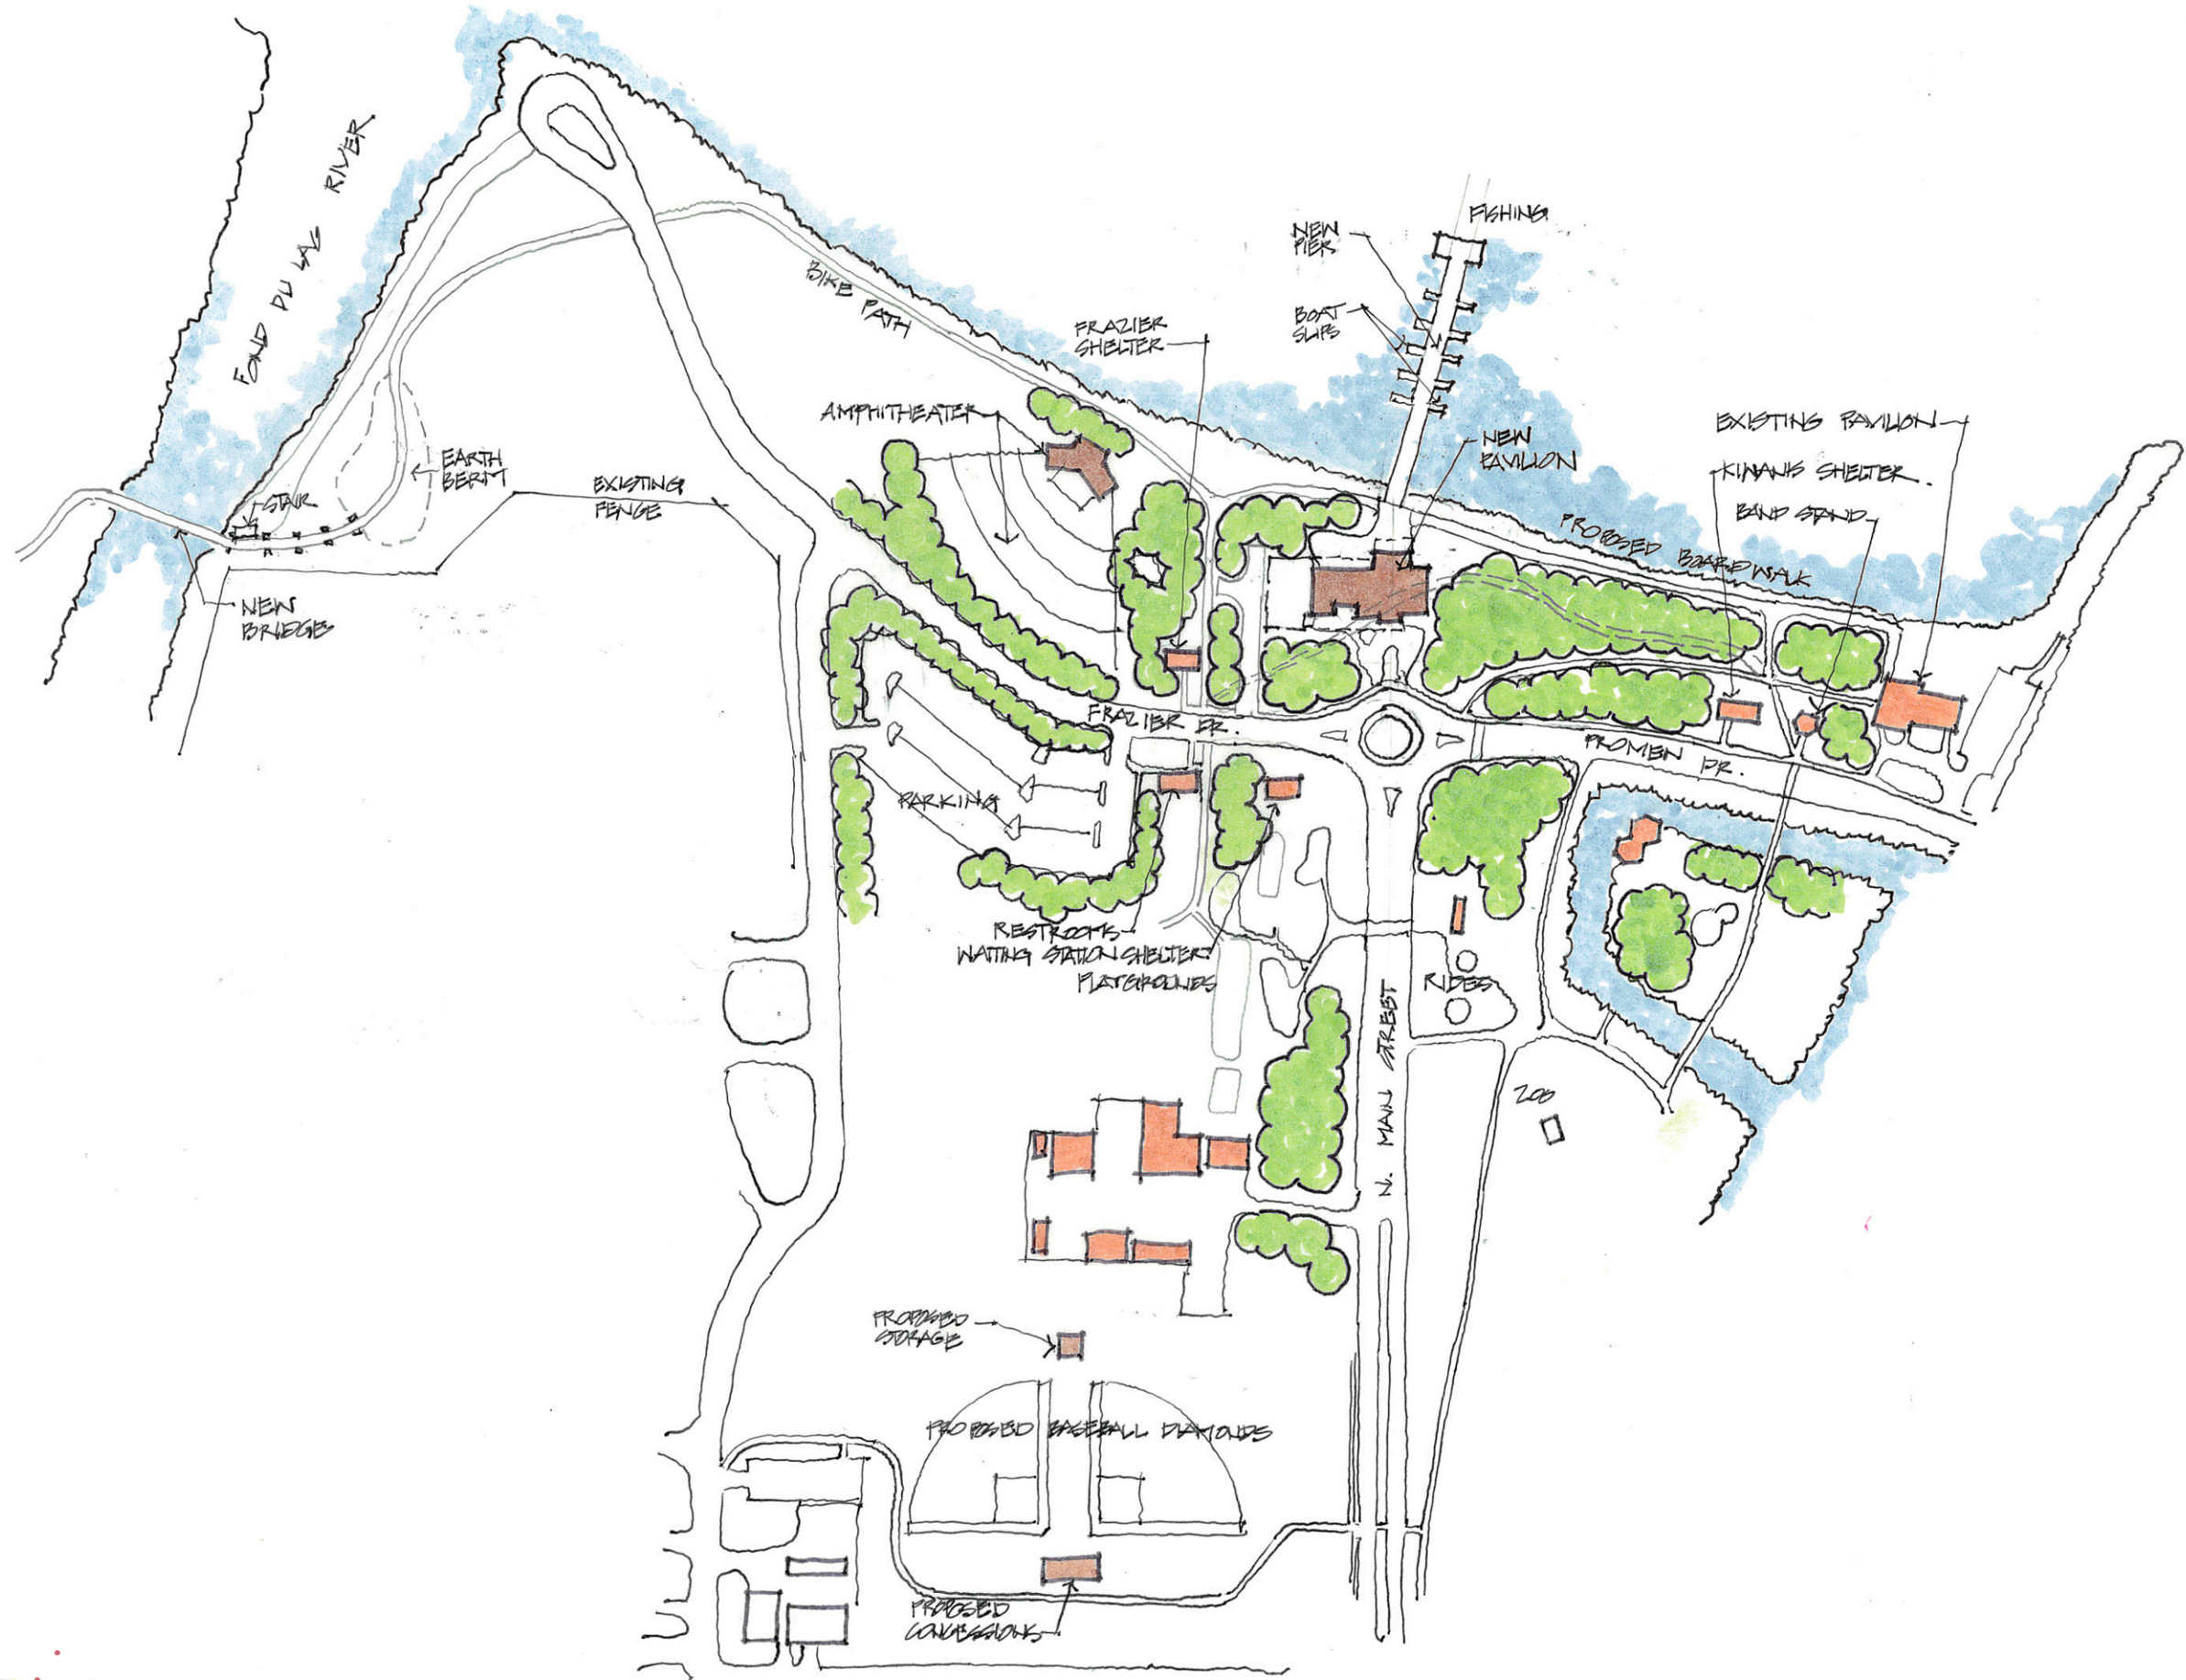 FOND DU LAC RIVER
BIKE PATH
FISHING
NEW
PIER
BOAT
SLIPS
FRAZIER
SHELTER
AMPHITHEATER
NEW
PAVILION
EXISTING PAVILION
KIWANIS SHELTER
BAND STAND
PROPOSED BOARDWALK
EARTH
BERM
STAIR
EXISTING
FENCE
NEW
BRIDGES
FRAZIER DR.
PROMEN DR.
PARKING
RESTROOMS
WAITING STATION SHELTER
PLAYGROUNDS
RIDES
N. MAIN STREET
ZOO
PROPOSED
STORAGE
PROPOSED BASEBALL DIAMONDS
PROPOSED
CONCESSIONS